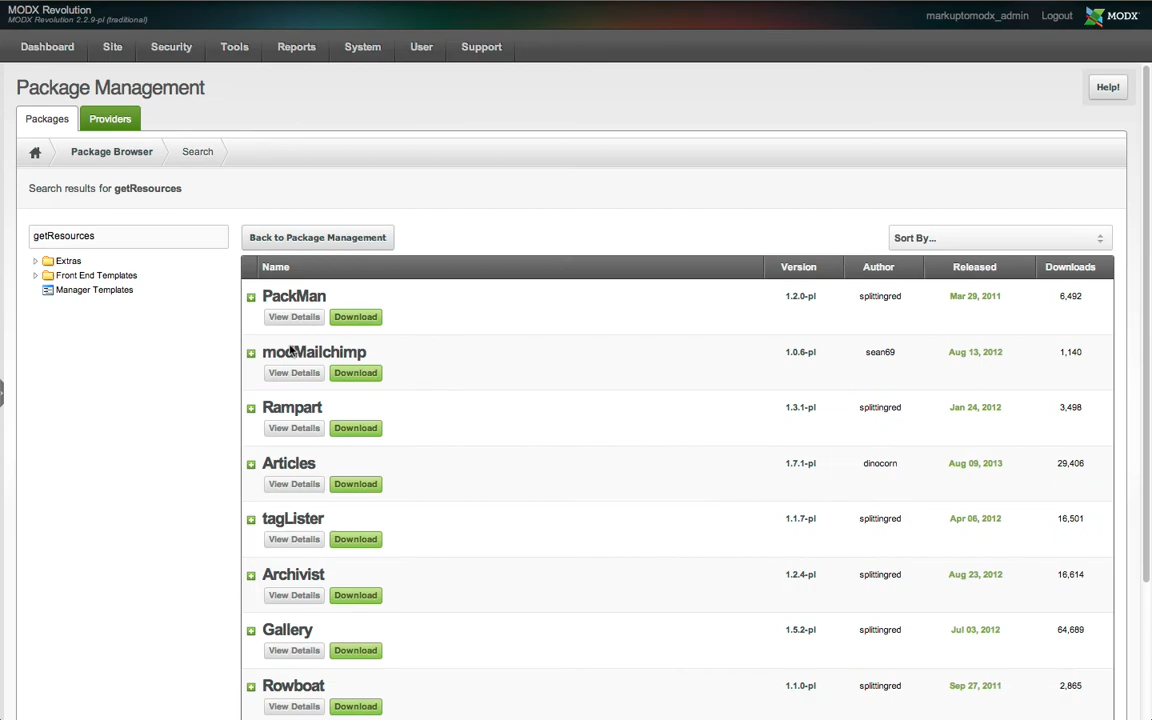 MODX Revolution
MODX Revolution 2.2.9-pl (traditional)
markuptomodx_admin Logout MODX
Dashboard Site Security Tools Reports System User Support
Package Management
Help!
Packages Providers
Package Browser Search
Search results for getResources
getResources
Back to Package Management
Sort By...
Extras
Front End Templates
Manager Templates
Name Version Author Released Downloads
PackMan 1.2.0-pl splittingred Mar 29, 2011 6,492
View Details Download
modMailchimp 1.0.6-pl sean69 Aug 13, 2012 1,140
View Details Download
Rampart 1.3.1-pl splittingred Jan 24, 2012 3,498
View Details Download
Articles 1.7.1-pl dinocorn Aug 09, 2013 29,406
View Details Download
tagLister 1.1.7-pl splittingred Apr 06, 2012 16,501
View Details Download
Archivist 1.2.4-pl splittingred Aug 23, 2012 16,614
View Details Download
Gallery 1.5.2-pl splittingred Jul 03, 2012 64,689
View Details Download
Rowboat 1.1.0-pl splittingred Sep 27, 2011 2,865
View Details Download